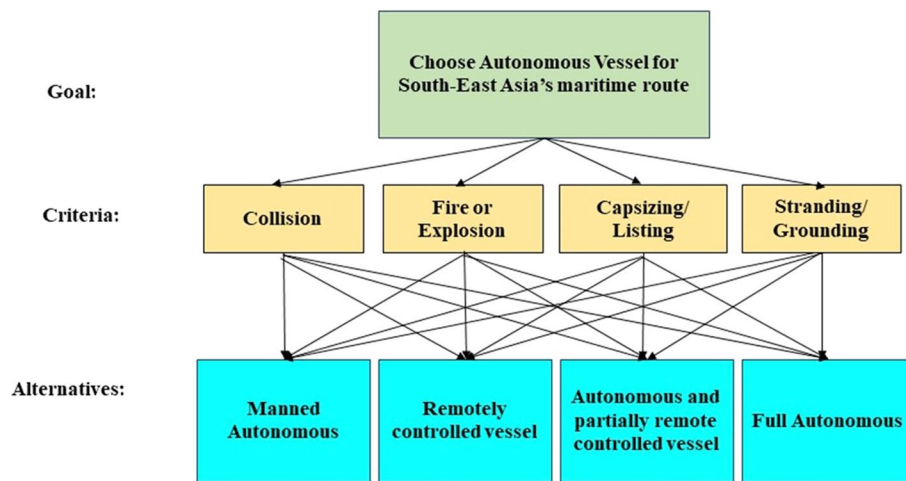 Goal:
Choose Autonomous Vessel for
South-East Asia's maritime route
Criteria:
Collision
Fire or
Explosion
Capsizing/
Listing
Stranding/
Grounding
Alternatives:
Manned
Autonomous
Remotely
controlled vessel
Autonomous and
partially remote
controlled vessel
Full Autonomous